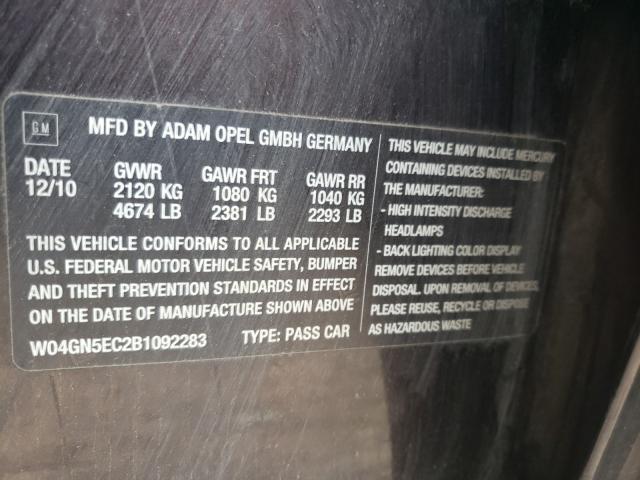 GM
MFD BY ADAM OPEL GMBH GERMANY
DATE GVWR GAWR FRT GAWR RR
12/10 2120 KG 1080 KG 1040 KG
4674 LB 2381 LB 2293 LB
THIS VEHICLE CONFORMS TO ALL APPLICABLE
U.S. FEDERAL MOTOR VEHICLE SAFETY, BUMPER
AND THEFT PREVENTION STANDARDS IN EFFECT
ON THE DATE OF MANUFACTURE SHOWN ABOVE
W04GN5EC2B1092283 TYPE: PASS CAR
THIS VEHICLE MAY INCLUDE MERCURY
CONTAINING DEVICES INSTALLED BY
THE MANUFACTURER:
- HIGH INTENSITY DISCHARGE
HEADLAMPS
- BACK LIGHTING COLOR DISPLAY
REMOVE DEVICES BEFORE VEHICLE
DISPOSAL. UPON REMOVAL OF DEVICES,
PLEASE REUSE, RECYCLE OR DISPOSE
AS HAZARDOUS WASTE